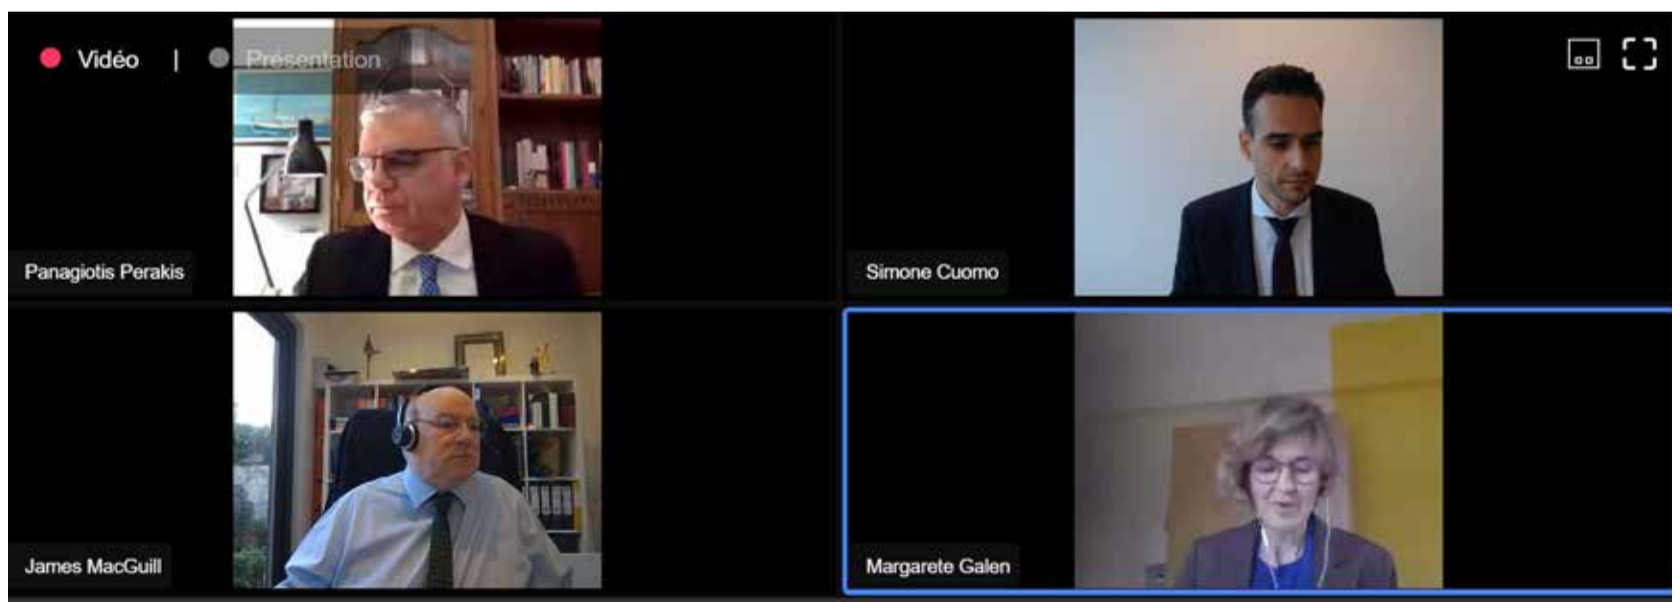 Vidéo | Présentation
Panagiotis Perakis
Simone Cuomo
James MacGuill
Margarete Galen